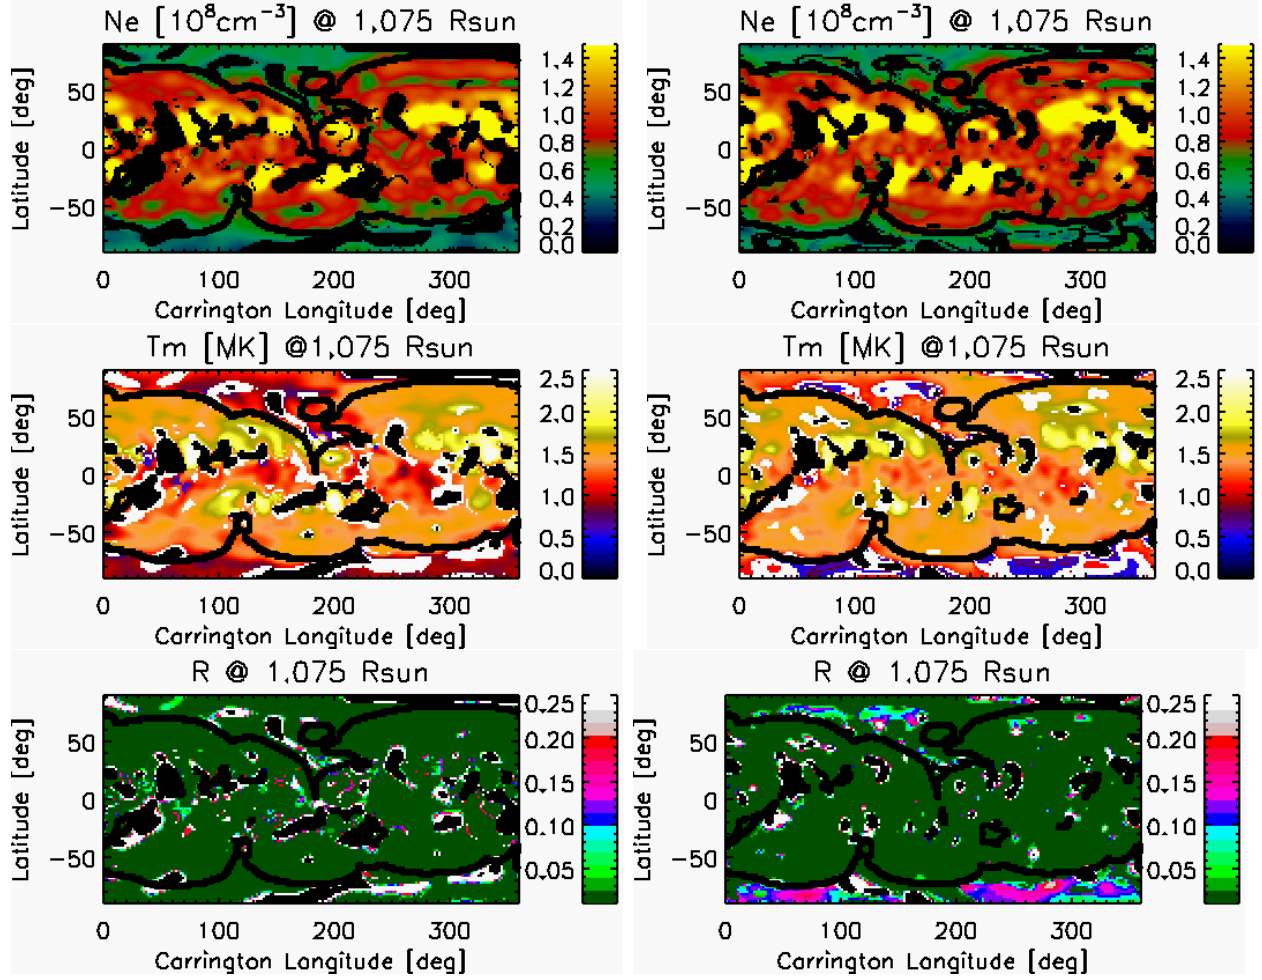 Ne [10⁸cm⁻³] @ 1.075 Rsun
Latitude [deg]
50
0
−50
0 100 200 300
Carrington Longitude [deg]
1.4
1.2
1.0
0.8
0.6
0.4
0.2
0.0
Ne [10⁸cm⁻³] @ 1.075 Rsun
Latitude [deg]
50
0
−50
0 100 200 300
Carrington Longitude [deg]
1.4
1.2
1.0
0.8
0.6
0.4
0.2
0.0
Tm [MK] @1.075 Rsun
Latitude [deg]
50
0
−50
0 100 200 300
Carrington Longitude [deg]
2.5
2.0
1.5
1.0
0.5
0.0
Tm [MK] @1.075 Rsun
Latitude [deg]
50
0
−50
0 100 200 300
Carrington Longitude [deg]
2.5
2.0
1.5
1.0
0.5
0.0
R @ 1.075 Rsun
Latitude [deg]
50
0
−50
0 100 200 300
Carrington Longitude [deg]
0.25
0.20
0.15
0.10
0.05
R @ 1.075 Rsun
Latitude [deg]
50
0
−50
0 100 200 300
Carrington Longitude [deg]
0.25
0.20
0.15
0.10
0.05